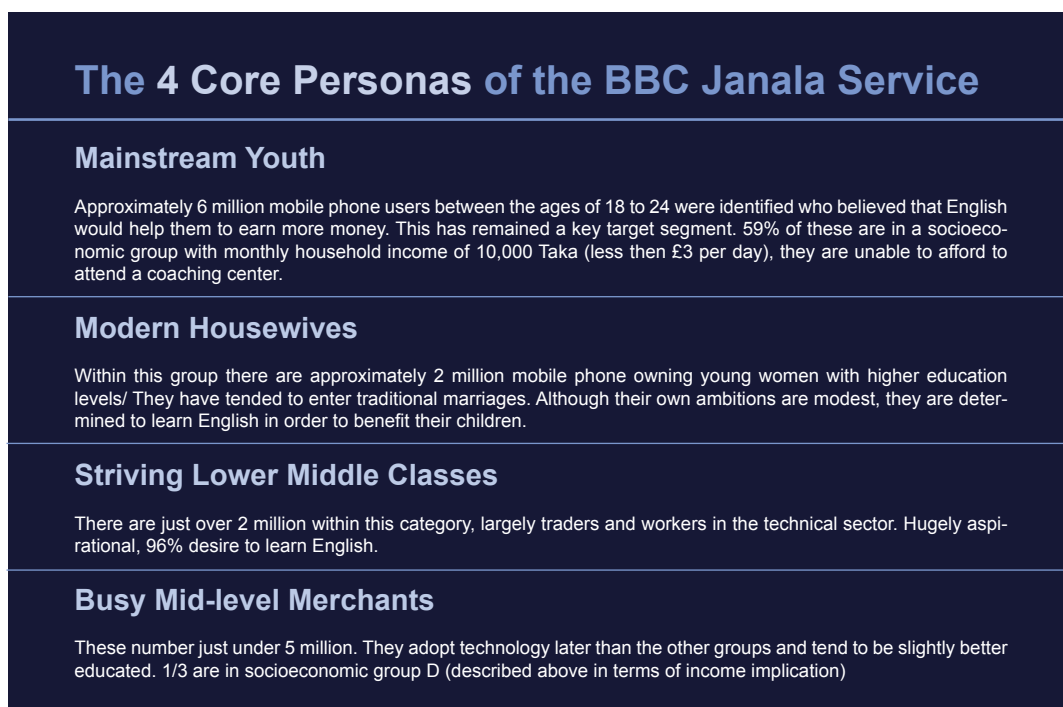 The 4 Core Personas of the BBC Janala Service
Mainstream Youth
Approximately 6 million mobile phone users between the ages of 18 to 24 were identified who believed that English
would help them to earn more money. This has remained a key target segment. 59% of these are in a socioeco-
nomic group with monthly household income of 10,000 Taka (less then £3 per day), they are unable to afford to
attend a coaching center.
Modern Housewives
Within this group there are approximately 2 million mobile phone owning young women with higher education
levels/ They have tended to enter traditional marriages. Although their own ambitions are modest, they are deter-
mined to learn English in order to benefit their children.
Striving Lower Middle Classes
There are just over 2 million within this category, largely traders and workers in the technical sector. Hugely aspi-
rational, 96% desire to learn English.
Busy Mid-level Merchants
These number just under 5 million. They adopt technology later than the other groups and tend to be slightly better
educated. 1/3 are in socioeconomic group D (described above in terms of income implication)